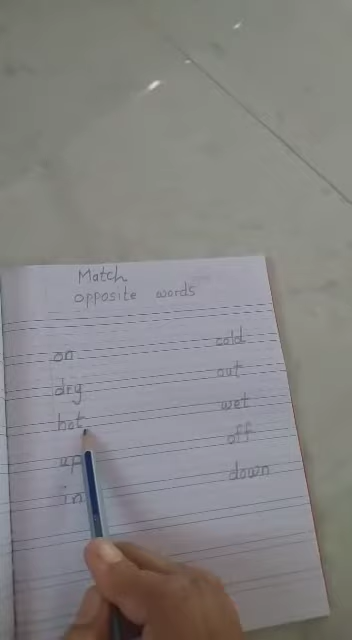 Match
opposite words
on cold
dry out
hot wet
up off
in down